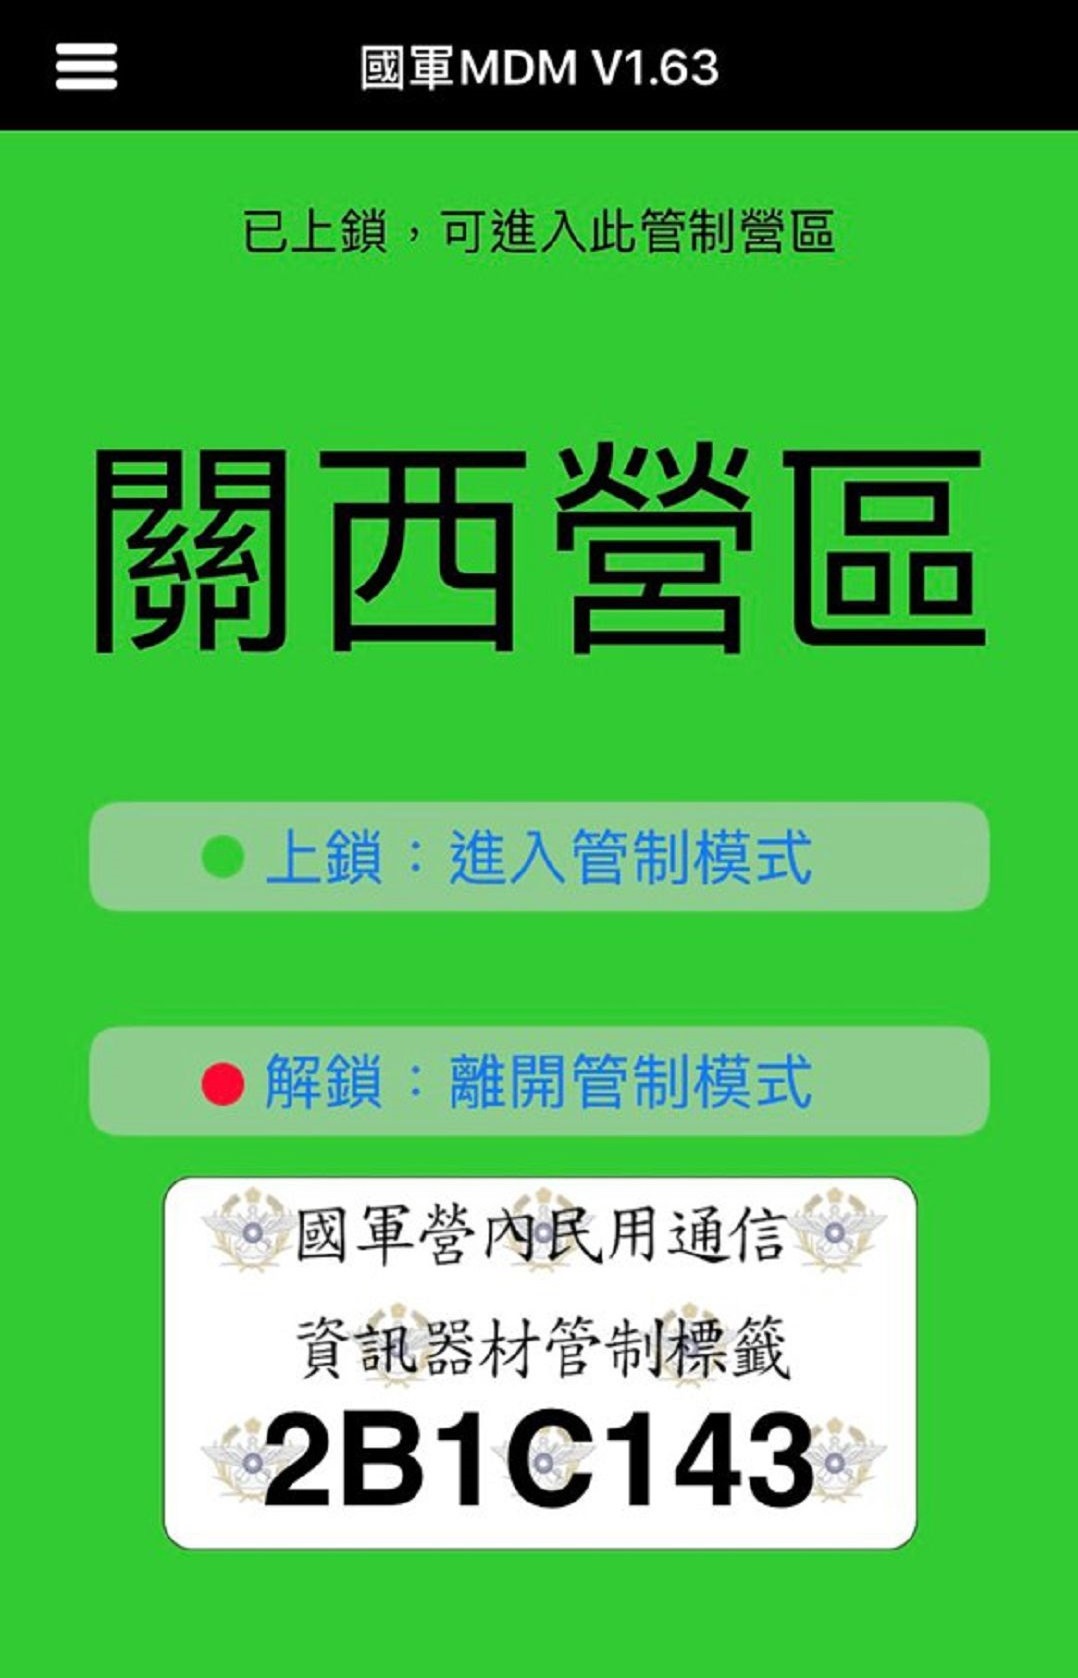 國軍MDM V1.63
已上鎖，可進入此管制營區
關西營區
上鎖：進入管制模式
解鎖：離開管制模式
國軍營內民用通信
資訊器材管制標籤
2B1C143